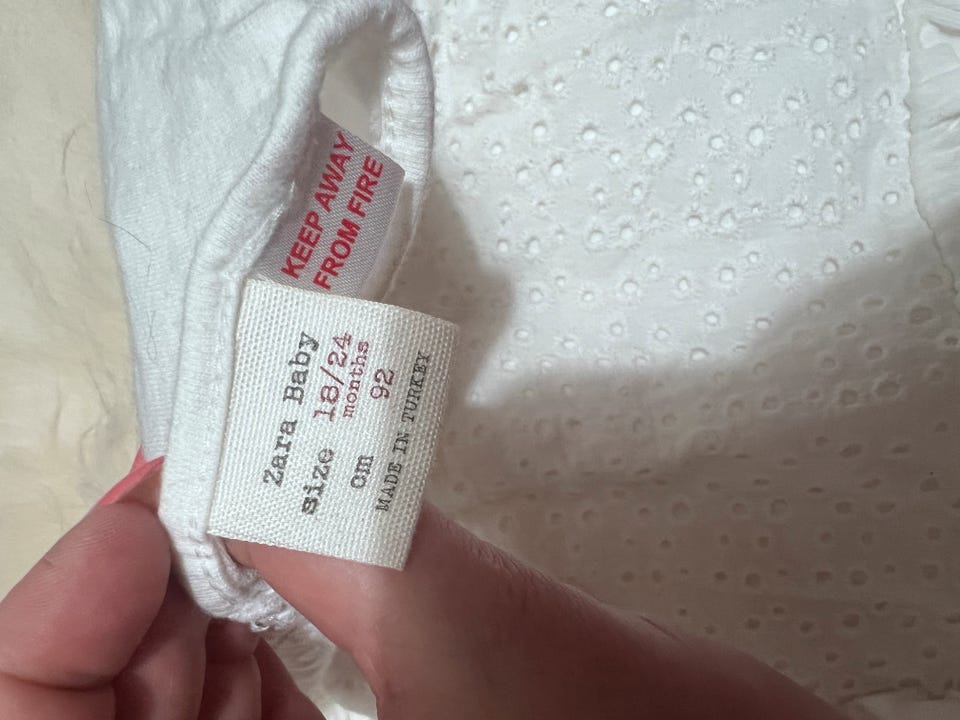 KEEP AWAY
FROM FIRE
Zara Baby
size 18/24
months
cm 92
MADE IN TURKEY